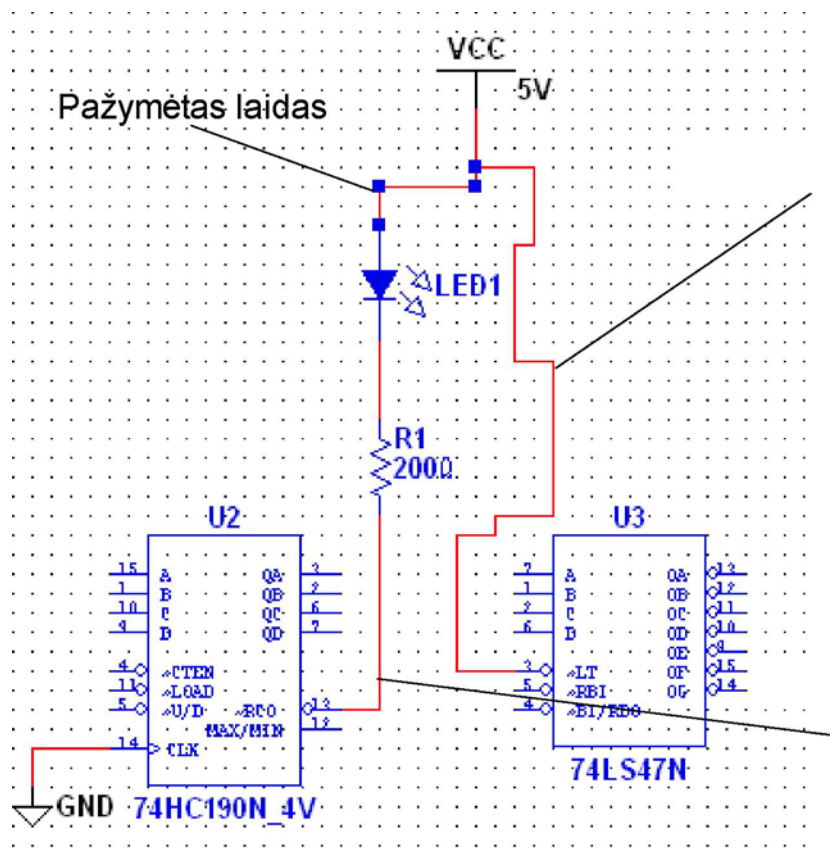 VCC
5V
Pažymėtas laidas
LED1
R1
200Ω
U2
U3
15 A QA 3
1 B QB 2
10 C QC 6
9 D QD 7
4 ~CTEN
11 ~LOAD
5 ~U/D ~RCO 13
MAX/MIN 12
14 CLK
7 A OA 13
1 B OB 12
2 C OC 11
6 D OD 10
OE 9
3 ~LT OF 15
5 ~RBI OG 14
4 ~BI/RBO
74LS47N
GND
74HC190N_4V